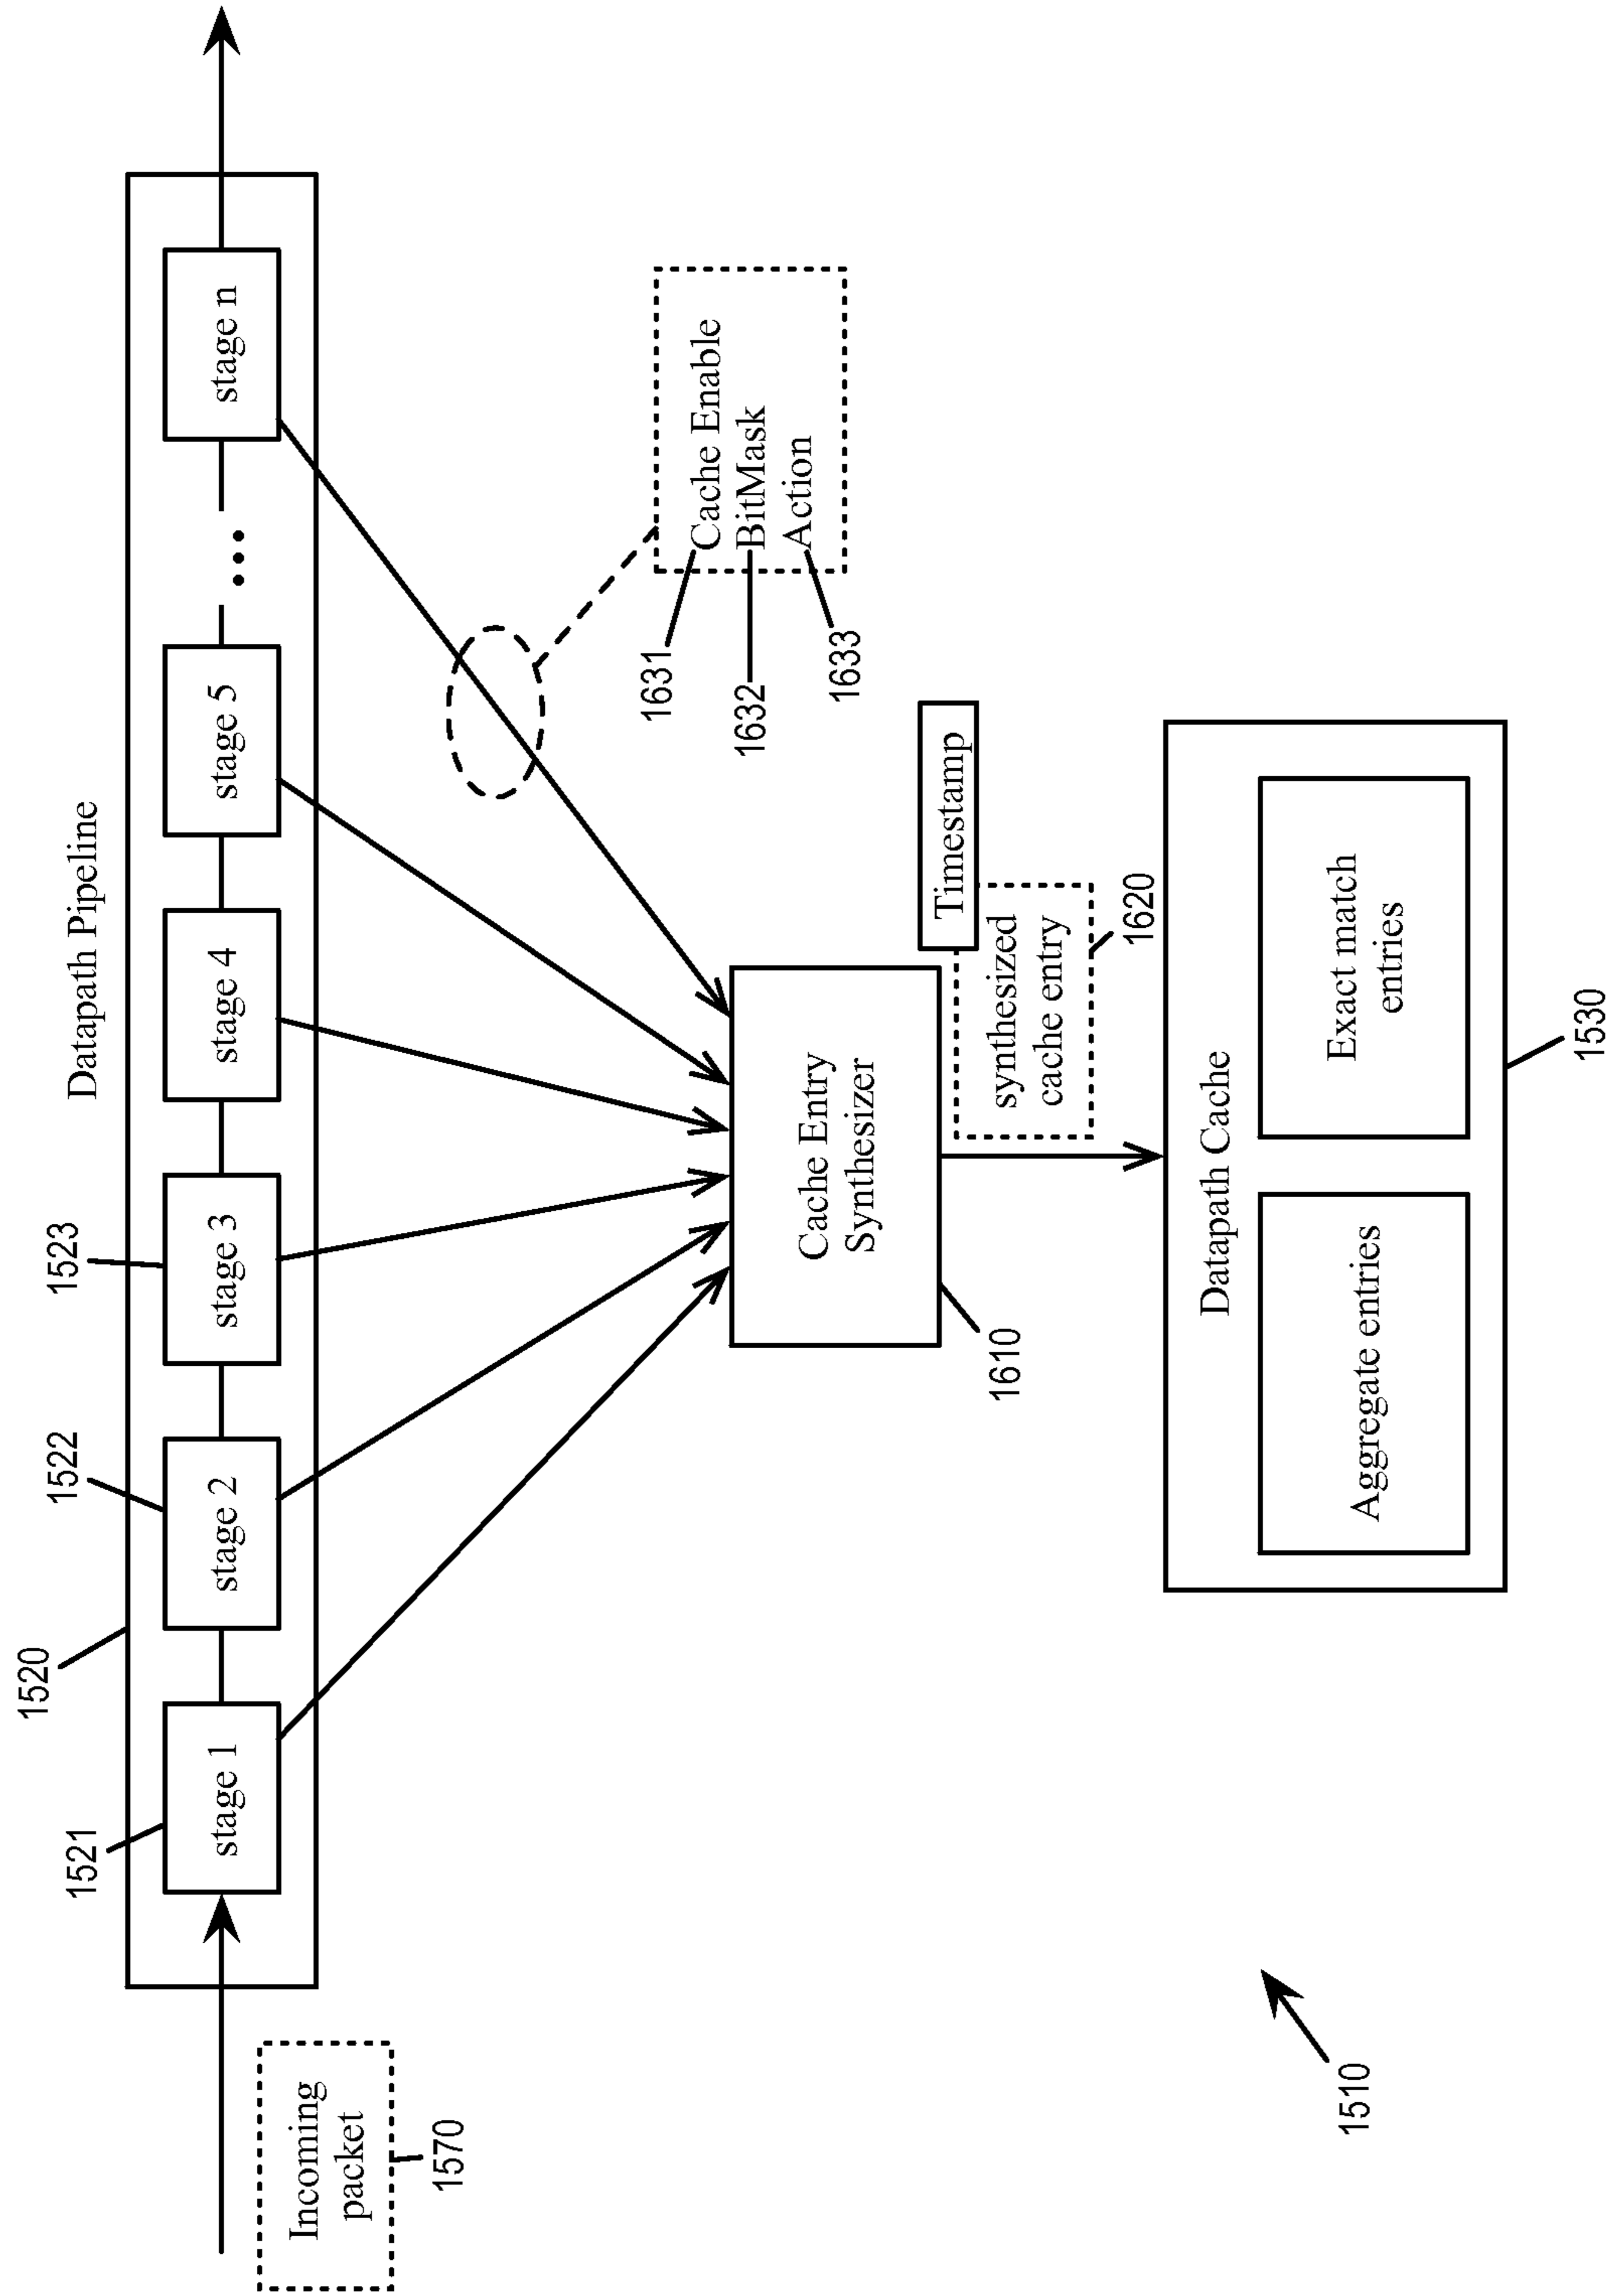 Datapath Pipeline
1520
1521
1522
1523
stage 1
stage 2
stage 3
stage 4
stage 5
...
stage n
Incoming
packet
1570
Cache Enable
BitMask
Action
1631
1632
1633
Cache Entry
Synthesizer
1610
Timestamp
synthesized
cache entry
1620
Datapath Cache
Aggregate entries
Exact match
entries
1530
1510